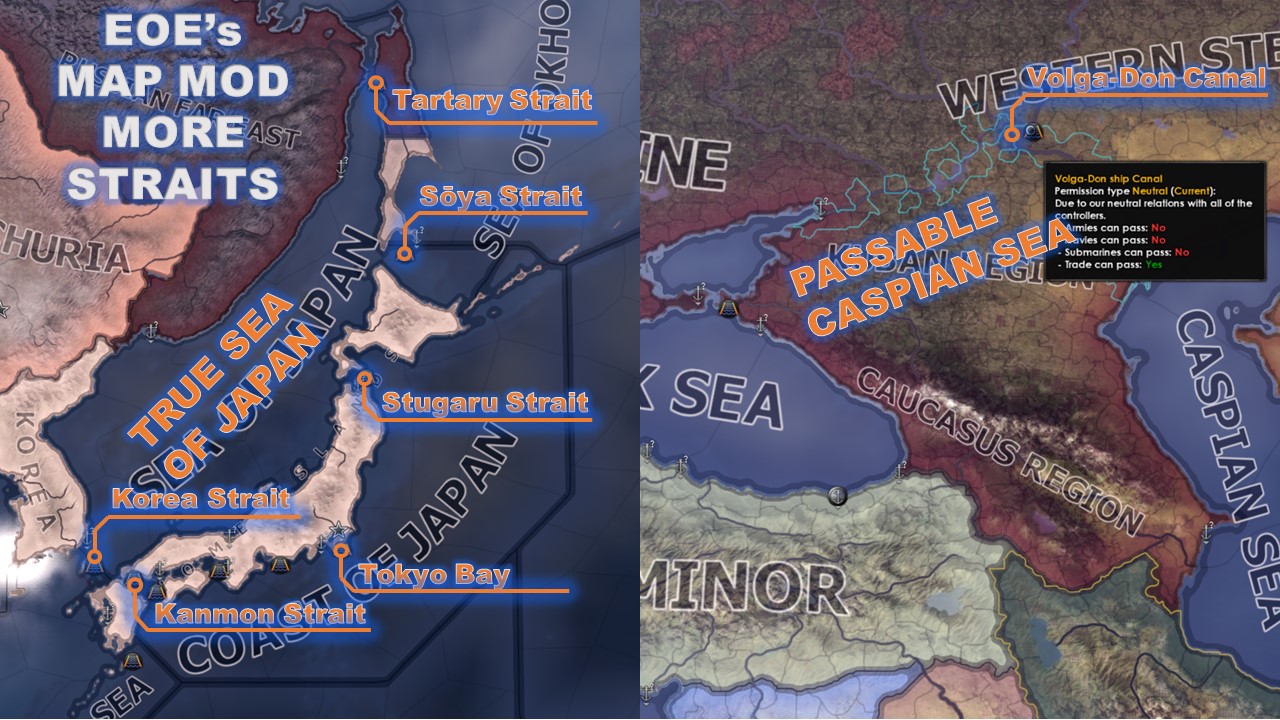 EOE's
MAP MOD
MORE
STRAITS
Tartary Strait
Sōya Strait
TRUE SEA
OF JAPAN
Stugaru Strait
Korea Strait
Tokyo Bay
Kanmon Strait
KOREA
COAST OF JAPAN
SEA
Volga-Don Canal
WESTERN STE
Volga-Don ship Canal
Permission type Neutral (Current):
Due to our neutral relations with all of the
controllers.
Armies can pass: No
Navies can pass: No
- Submarines can pass: No
- Trade can pass: Yes
PASSABLE
CASPIAN SEA
K SEA
CAUCASUS REGION
CASPIAN SEA
MINOR